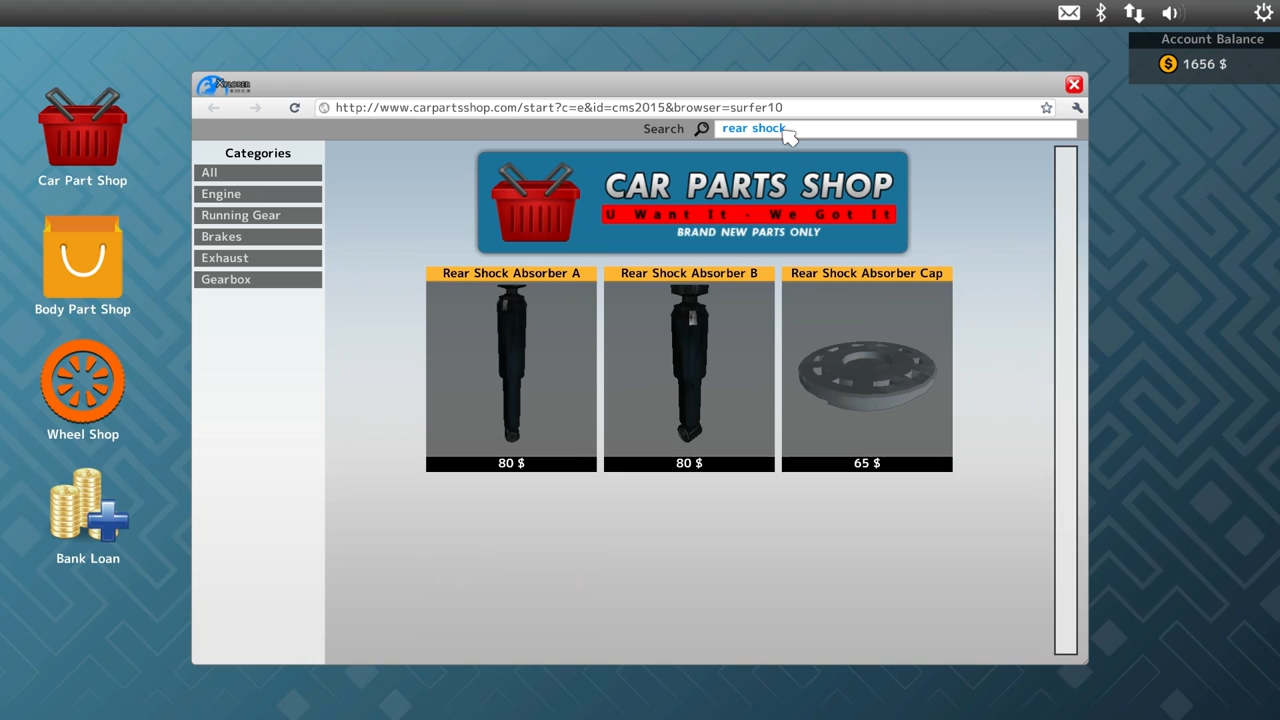 Account Balance
$ 1656 $
XPLORER
http://www.carpartsshop.com/start?c=e&id=cms2015&browser=surfer10
Search rear shock
Categories
All
Engine
Running Gear
Brakes
Exhaust
Gearbox
CAR PARTS SHOP
U Want It - We Got It
BRAND NEW PARTS ONLY
Rear Shock Absorber A
80 $
Rear Shock Absorber B
80 $
Rear Shock Absorber Cap
65 $
Car Part Shop
Body Part Shop
Wheel Shop
Bank Loan